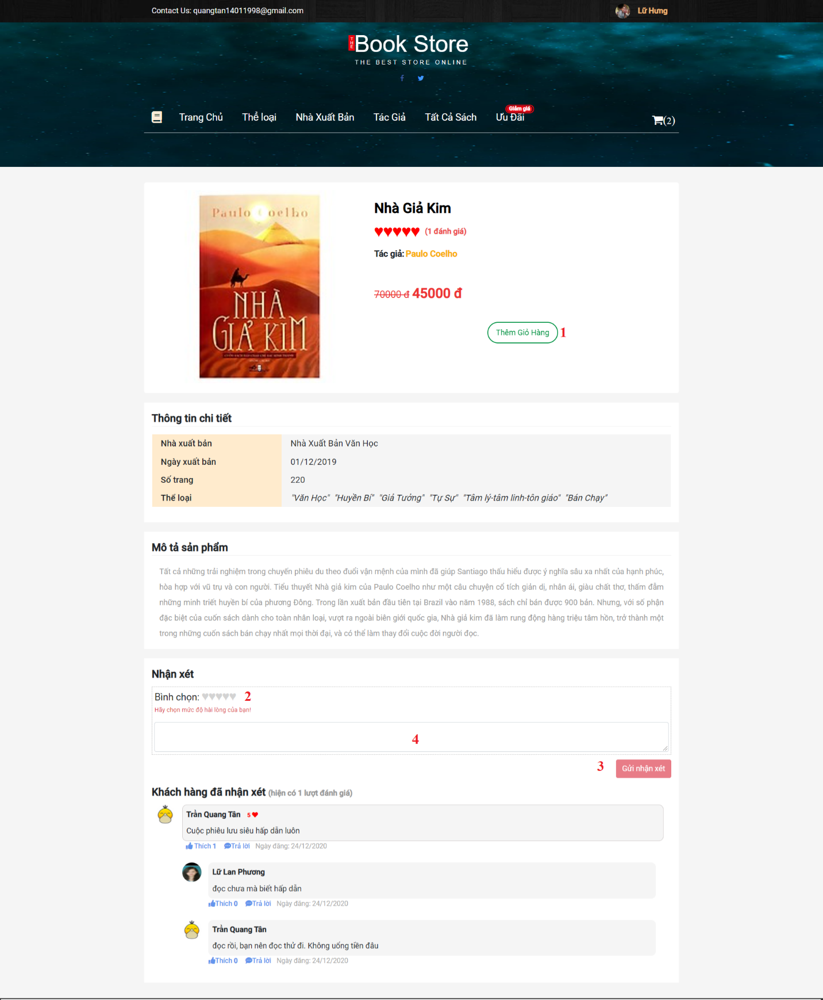 Contact Us: quangtan14011998@gmail.com
Lữ Hưng
THE Book Store
THE BEST STORE ONLINE
Giảm giá
Trang Chủ Thể loại Nhà Xuất Bản Tác Giả Tất Cả Sách Ưu Đãi (2)
Paulo Coelho
NHÀ
GIẢ KIM
Nhà Giả Kim
♥♥♥♥♥ (1 đánh giá)
Tác giả: Paulo Coelho
70000 đ 45000 đ
Thêm Giỏ Hàng 1
Thông tin chi tiết
Nhà xuất bản Nhà Xuất Bản Văn Học
Ngày xuất bản 01/12/2019
Số trang 220
Thể loại "Văn Học" "Huyền Bí" "Giả Tưởng" "Tự Sự" "Tâm lý-tâm linh-tôn giáo" "Bán Chạy"
Mô tả sản phẩm
Tất cả những trải nghiệm trong chuyến phiêu du theo đuổi vận mệnh của mình đã giúp Santiago thấu hiểu được ý nghĩa sâu xa nhất của hạnh phúc,
hòa hợp với vũ trụ và con người. Tiểu thuyết Nhà giả kim của Paulo Coelho như một câu chuyện cổ tích giản dị, nhân ái, giàu chất thơ, thấm đẫm
những minh triết huyền bí của phương Đông. Trong lần xuất bản đầu tiên tại Brazil vào năm 1988, sách chỉ bán được 900 bản. Nhưng, với số phận
đặc biệt của cuốn sách dành cho toàn nhân loại, vượt ra ngoài biên giới quốc gia, Nhà giả kim đã làm rung động hàng triệu tâm hồn, trở thành một
trong những cuốn sách bán chạy nhất mọi thời đại, và có thể làm thay đổi cuộc đời người đọc.
Nhận xét
Bình chọn: ♥♥♥♥♥ 2
Hãy chọn mức độ hài lòng của bạn!
4
3 Gửi nhận xét
Khách hàng đã nhận xét (hiện có 1 lượt đánh giá)
Trần Quang Tân 5 ♥
Cuộc phiêu lưu siêu hấp dẫn luôn
Thích 1 Trả lời Ngày đăng: 24/12/2020
Lữ Lan Phương
đọc chưa mà biết hấp dẫn
Thích 0 Trả lời Ngày đăng: 24/12/2020
Trần Quang Tân
đọc rồi, bạn nên đọc thử đi. Không uổng tiền đâu
Thích 0 Trả lời Ngày đăng: 24/12/2020